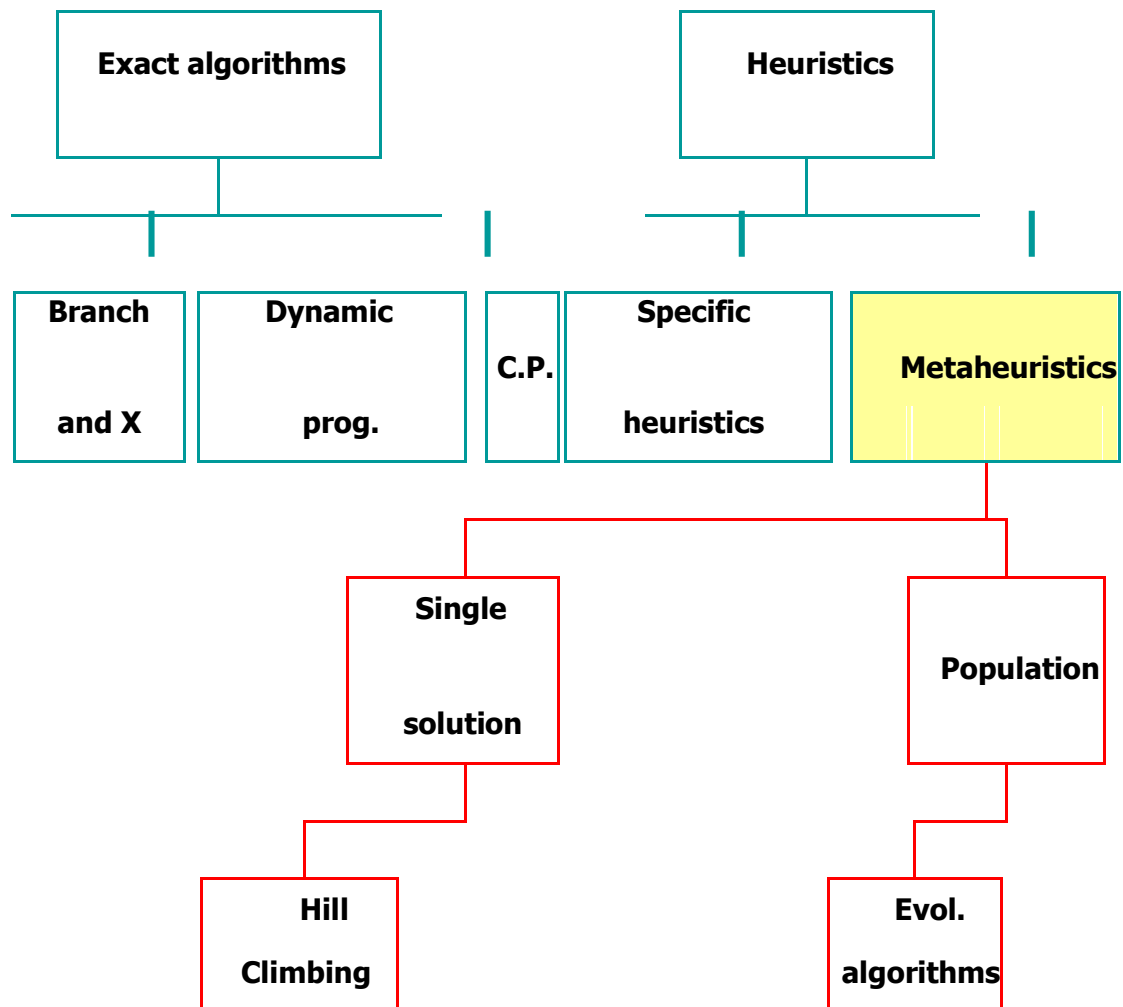 Exact algorithms
Heuristics
Branch
and X
Dynamic
prog.
C.P.
Specific
heuristics
Metaheuristics
Single
solution
Population
Hill
Climbing
Evol.
algorithms